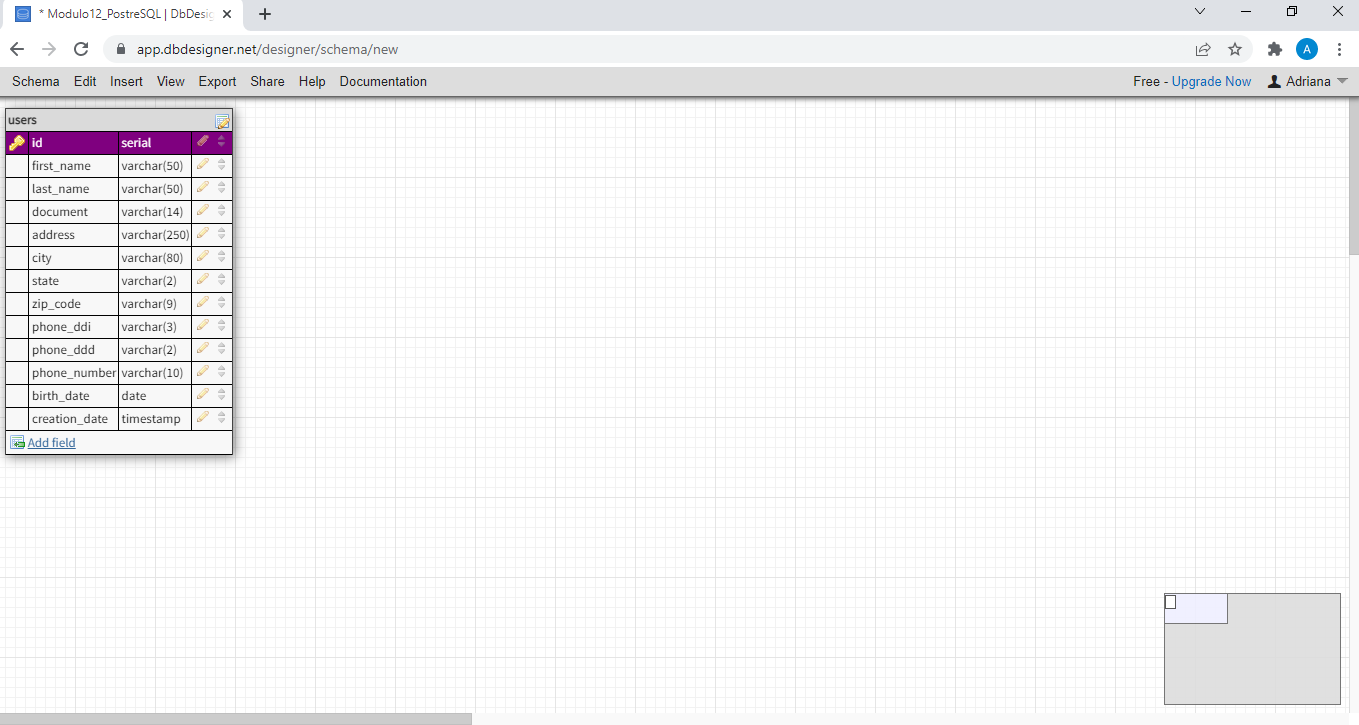 * Modulo12_PostreSQL | DbDesig
app.dbdesigner.net/designer/schema/new
A
Schema Edit Insert View Export Share Help Documentation Free - Upgrade Now Adriana
users
id serial
first_name varchar(50)
last_name varchar(50)
document varchar(14)
address varchar(250)
city varchar(80)
state varchar(2)
zip_code varchar(9)
phone_ddi varchar(3)
phone_ddd varchar(2)
phone_number varchar(10)
birth_date date
creation_date timestamp
Add field